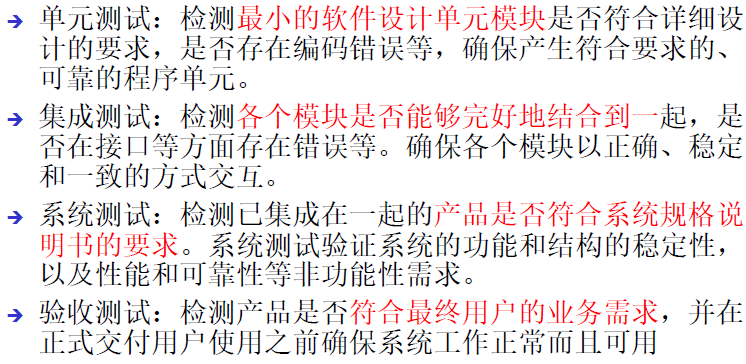 单元测试：检测最小的软件设计单元模块是否符合详细设
计的要求，是否存在编码错误等，确保产生符合要求的、
可靠的程序单元。
集成测试：检测各个模块是否能够完好地结合到一起，是
否在接口等方面存在错误等。确保各个模块以正确、稳定
和一致的方式交互。
系统测试：检测已集成在一起的产品是否符合系统规格说
明书的要求。系统测试验证系统的功能和结构的稳定性，
以及性能和可靠性等非功能性需求。
验收测试：检测产品是否符合最终用户的业务需求，并在
正式交付用户使用之前确保系统工作正常而且可用